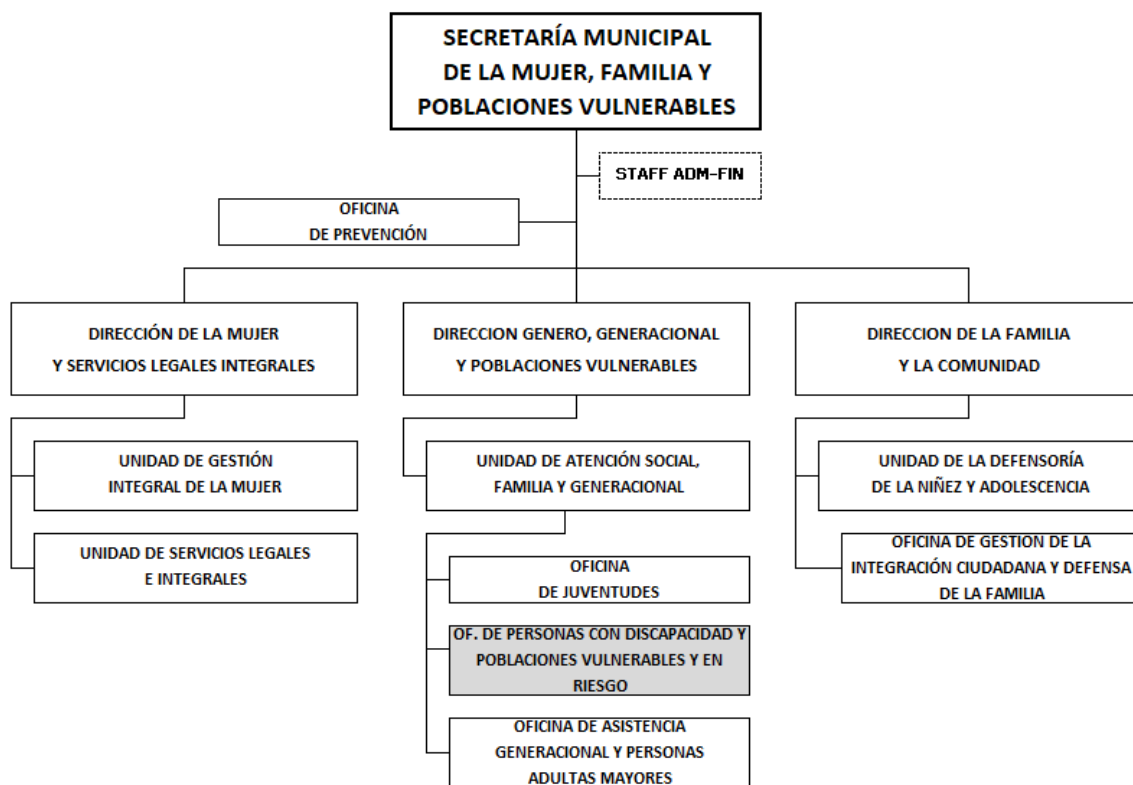 SECRETARÍA MUNICIPAL
DE LA MUJER, FAMILIA Y
POBLACIONES VULNERABLES
STAFF ADM-FIN
OFICINA
DE PREVENCIÓN
DIRECCIÓN DE LA MUJER
Y SERVICIOS LEGALES INTEGRALES
DIRECCION GENERO, GENERACIONAL
Y POBLACIONES VULNERABLES
DIRECCION DE LA FAMILIA
Y LA COMUNIDAD
UNIDAD DE GESTIÓN
INTEGRAL DE LA MUJER
UNIDAD DE SERVICIOS LEGALES
E INTEGRALES
UNIDAD DE ATENCIÓN SOCIAL,
FAMILIA Y GENERACIONAL
OFICINA
DE JUVENTUDES
OF. DE PERSONAS CON DISCAPACIDAD Y
POBLACIONES VULNERABLES Y EN
RIESGO
OFICINA DE ASISTENCIA
GENERACIONAL Y PERSONAS
ADULTAS MAYORES
UNIDAD DE LA DEFENSORÍA
DE LA NIÑEZ Y ADOLESCENCIA
OFICINA DE GESTIÓN DE LA
INTEGRACIÓN CIUDADANA Y DEFENSA
DE LA FAMILIA